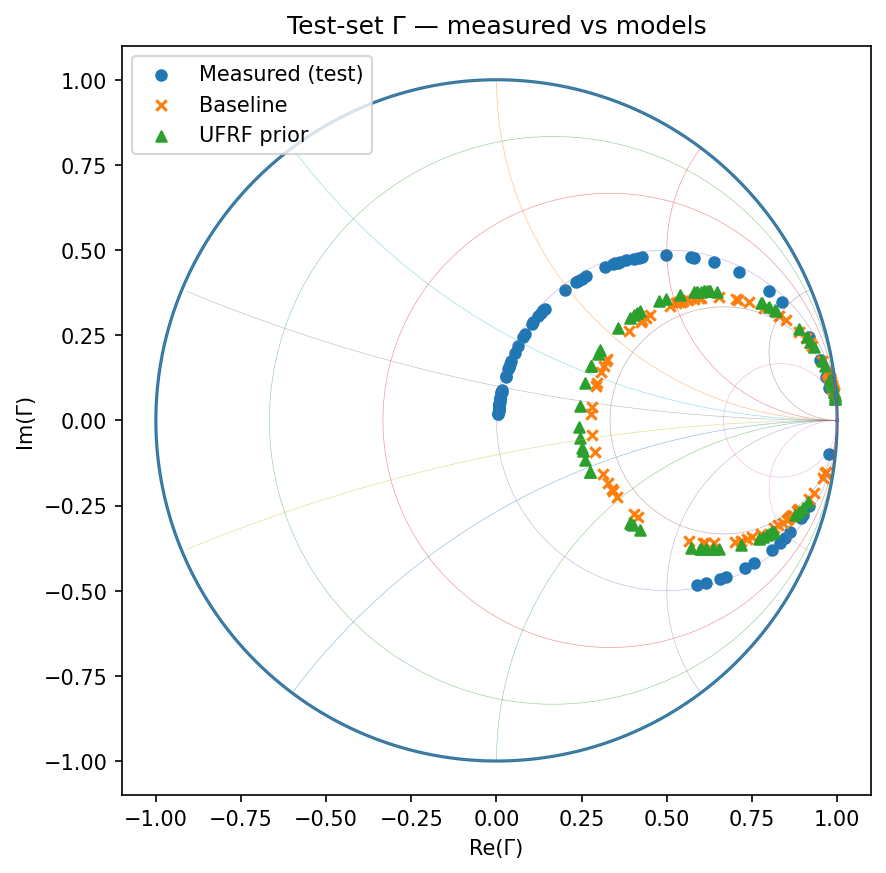 Test-set Γ — measured vs models
Measured (test)
Baseline
UFRF prior
1.00
0.75
0.50
0.25
0.00
−0.25
−0.50
−0.75
−1.00
Im(Γ)
−1.00 −0.75 −0.50 −0.25 0.00 0.25 0.50 0.75 1.00
Re(Γ)